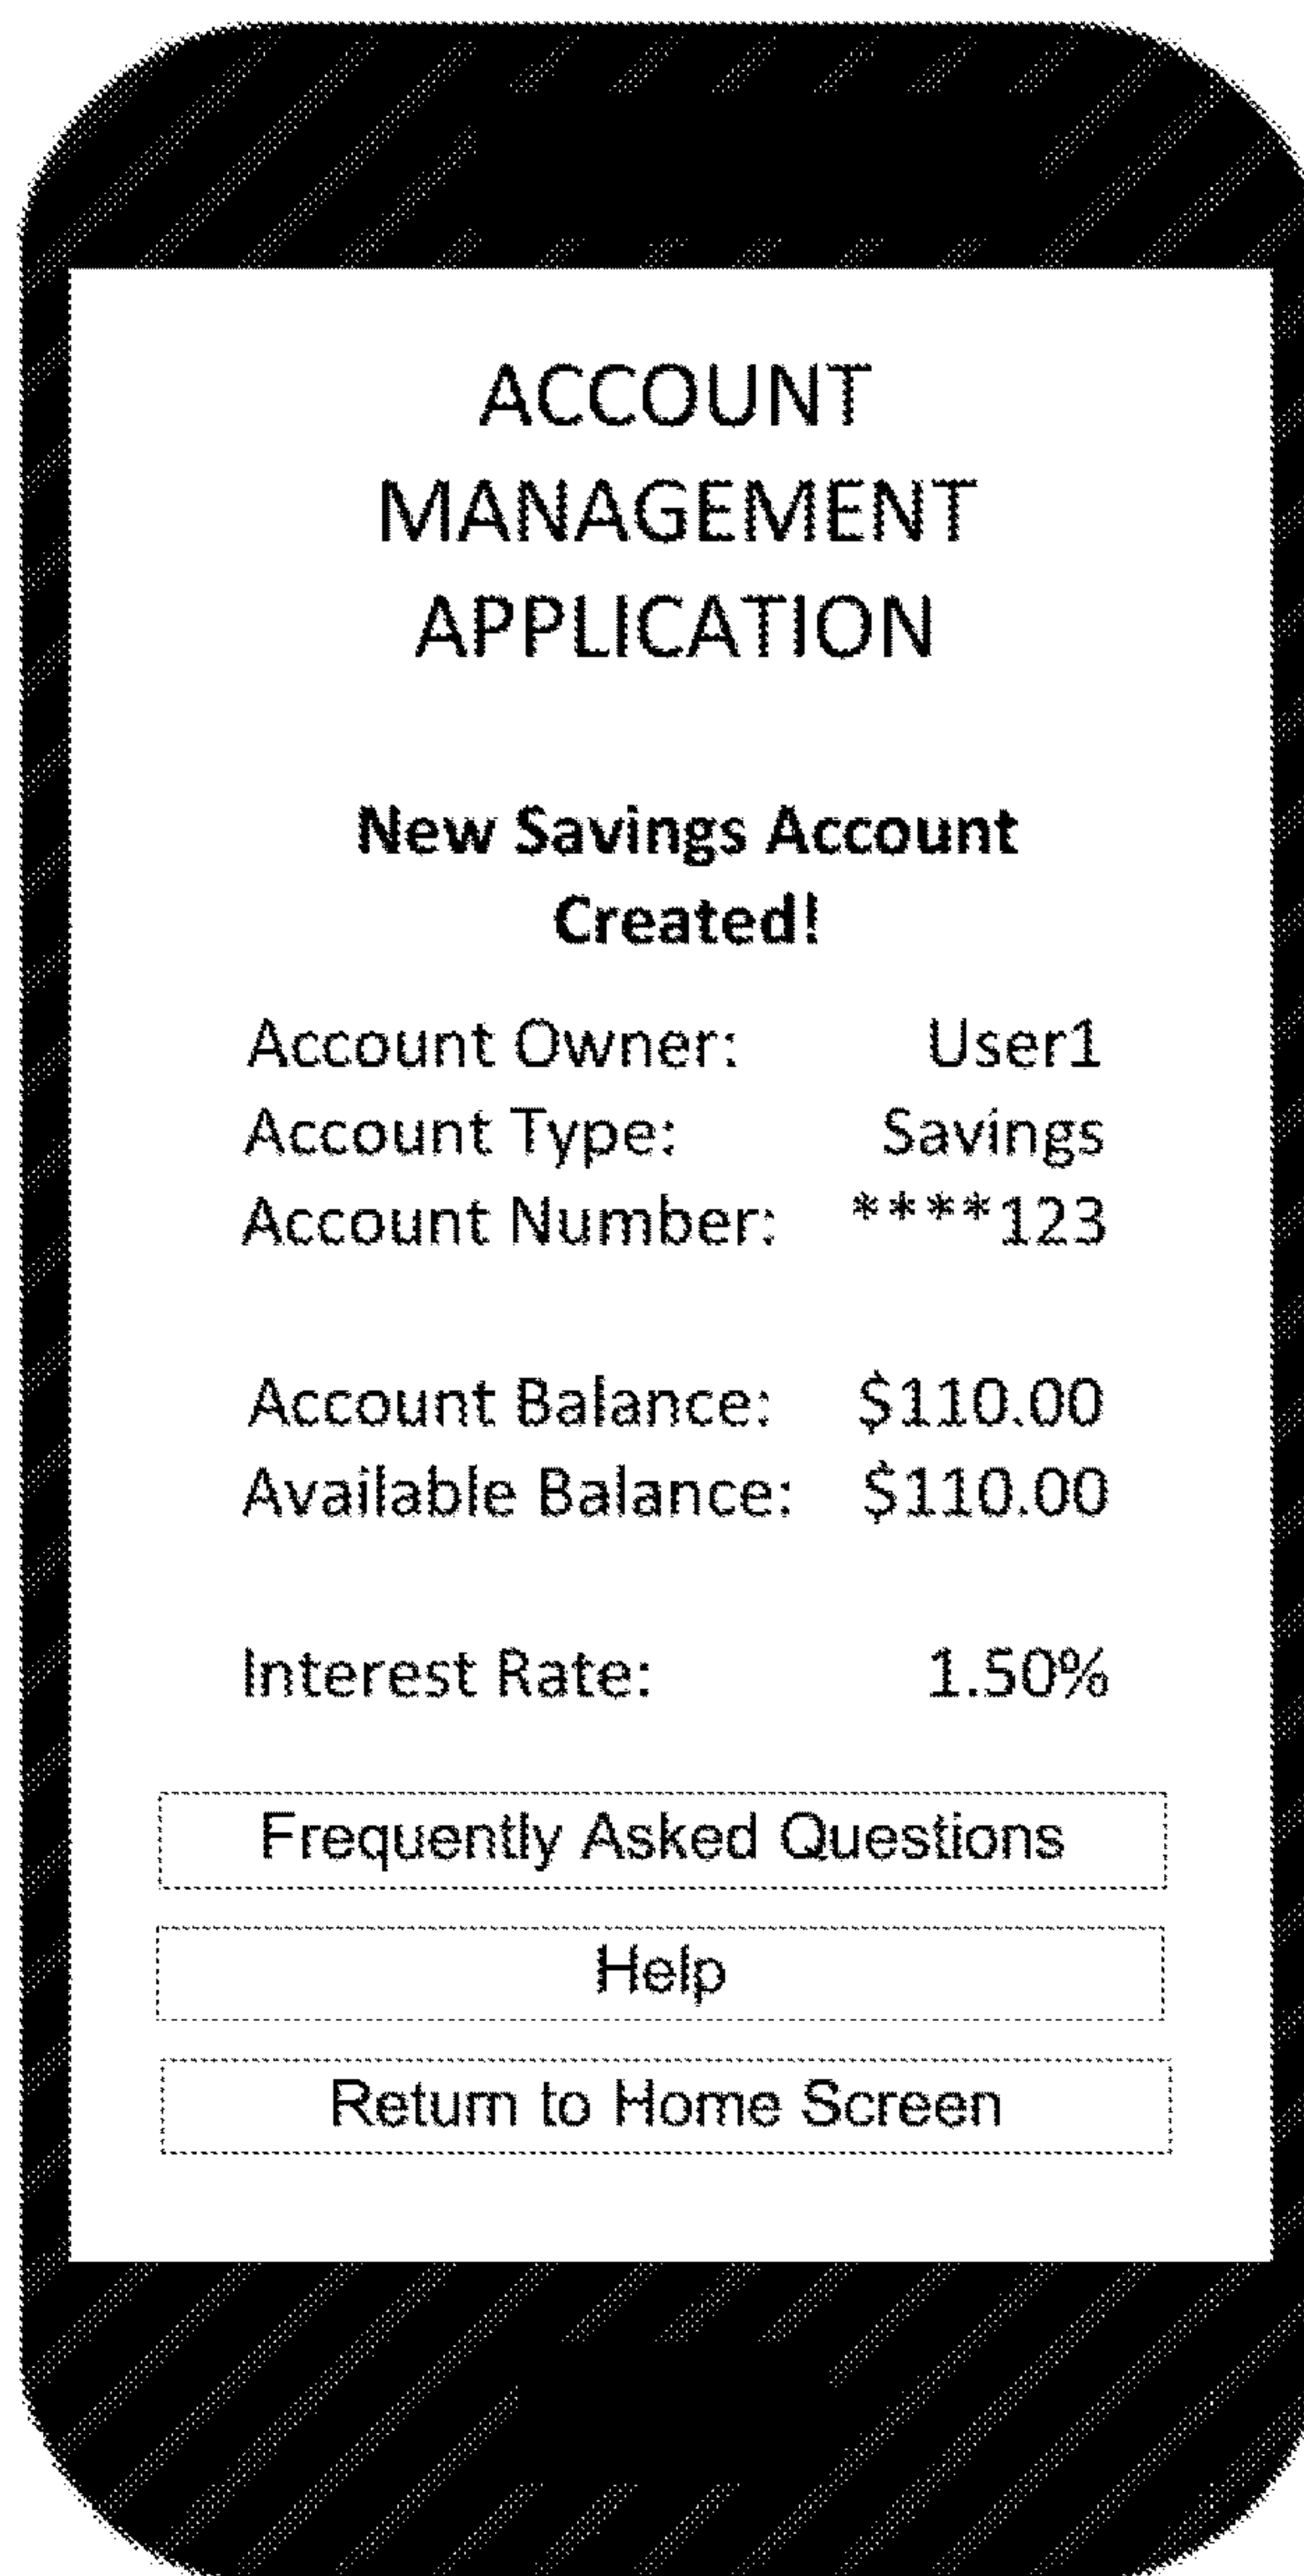 ACCOUNT
MANAGEMENT
APPLICATION
New Savings Account
Created!
Account Owner: User1
Account Type: Savings
Account Number: ****123
Account Balance: $110.00
Available Balance: $110.00
Interest Rate: 1.50%
Frequently Asked Questions
Help
Return to Home Screen